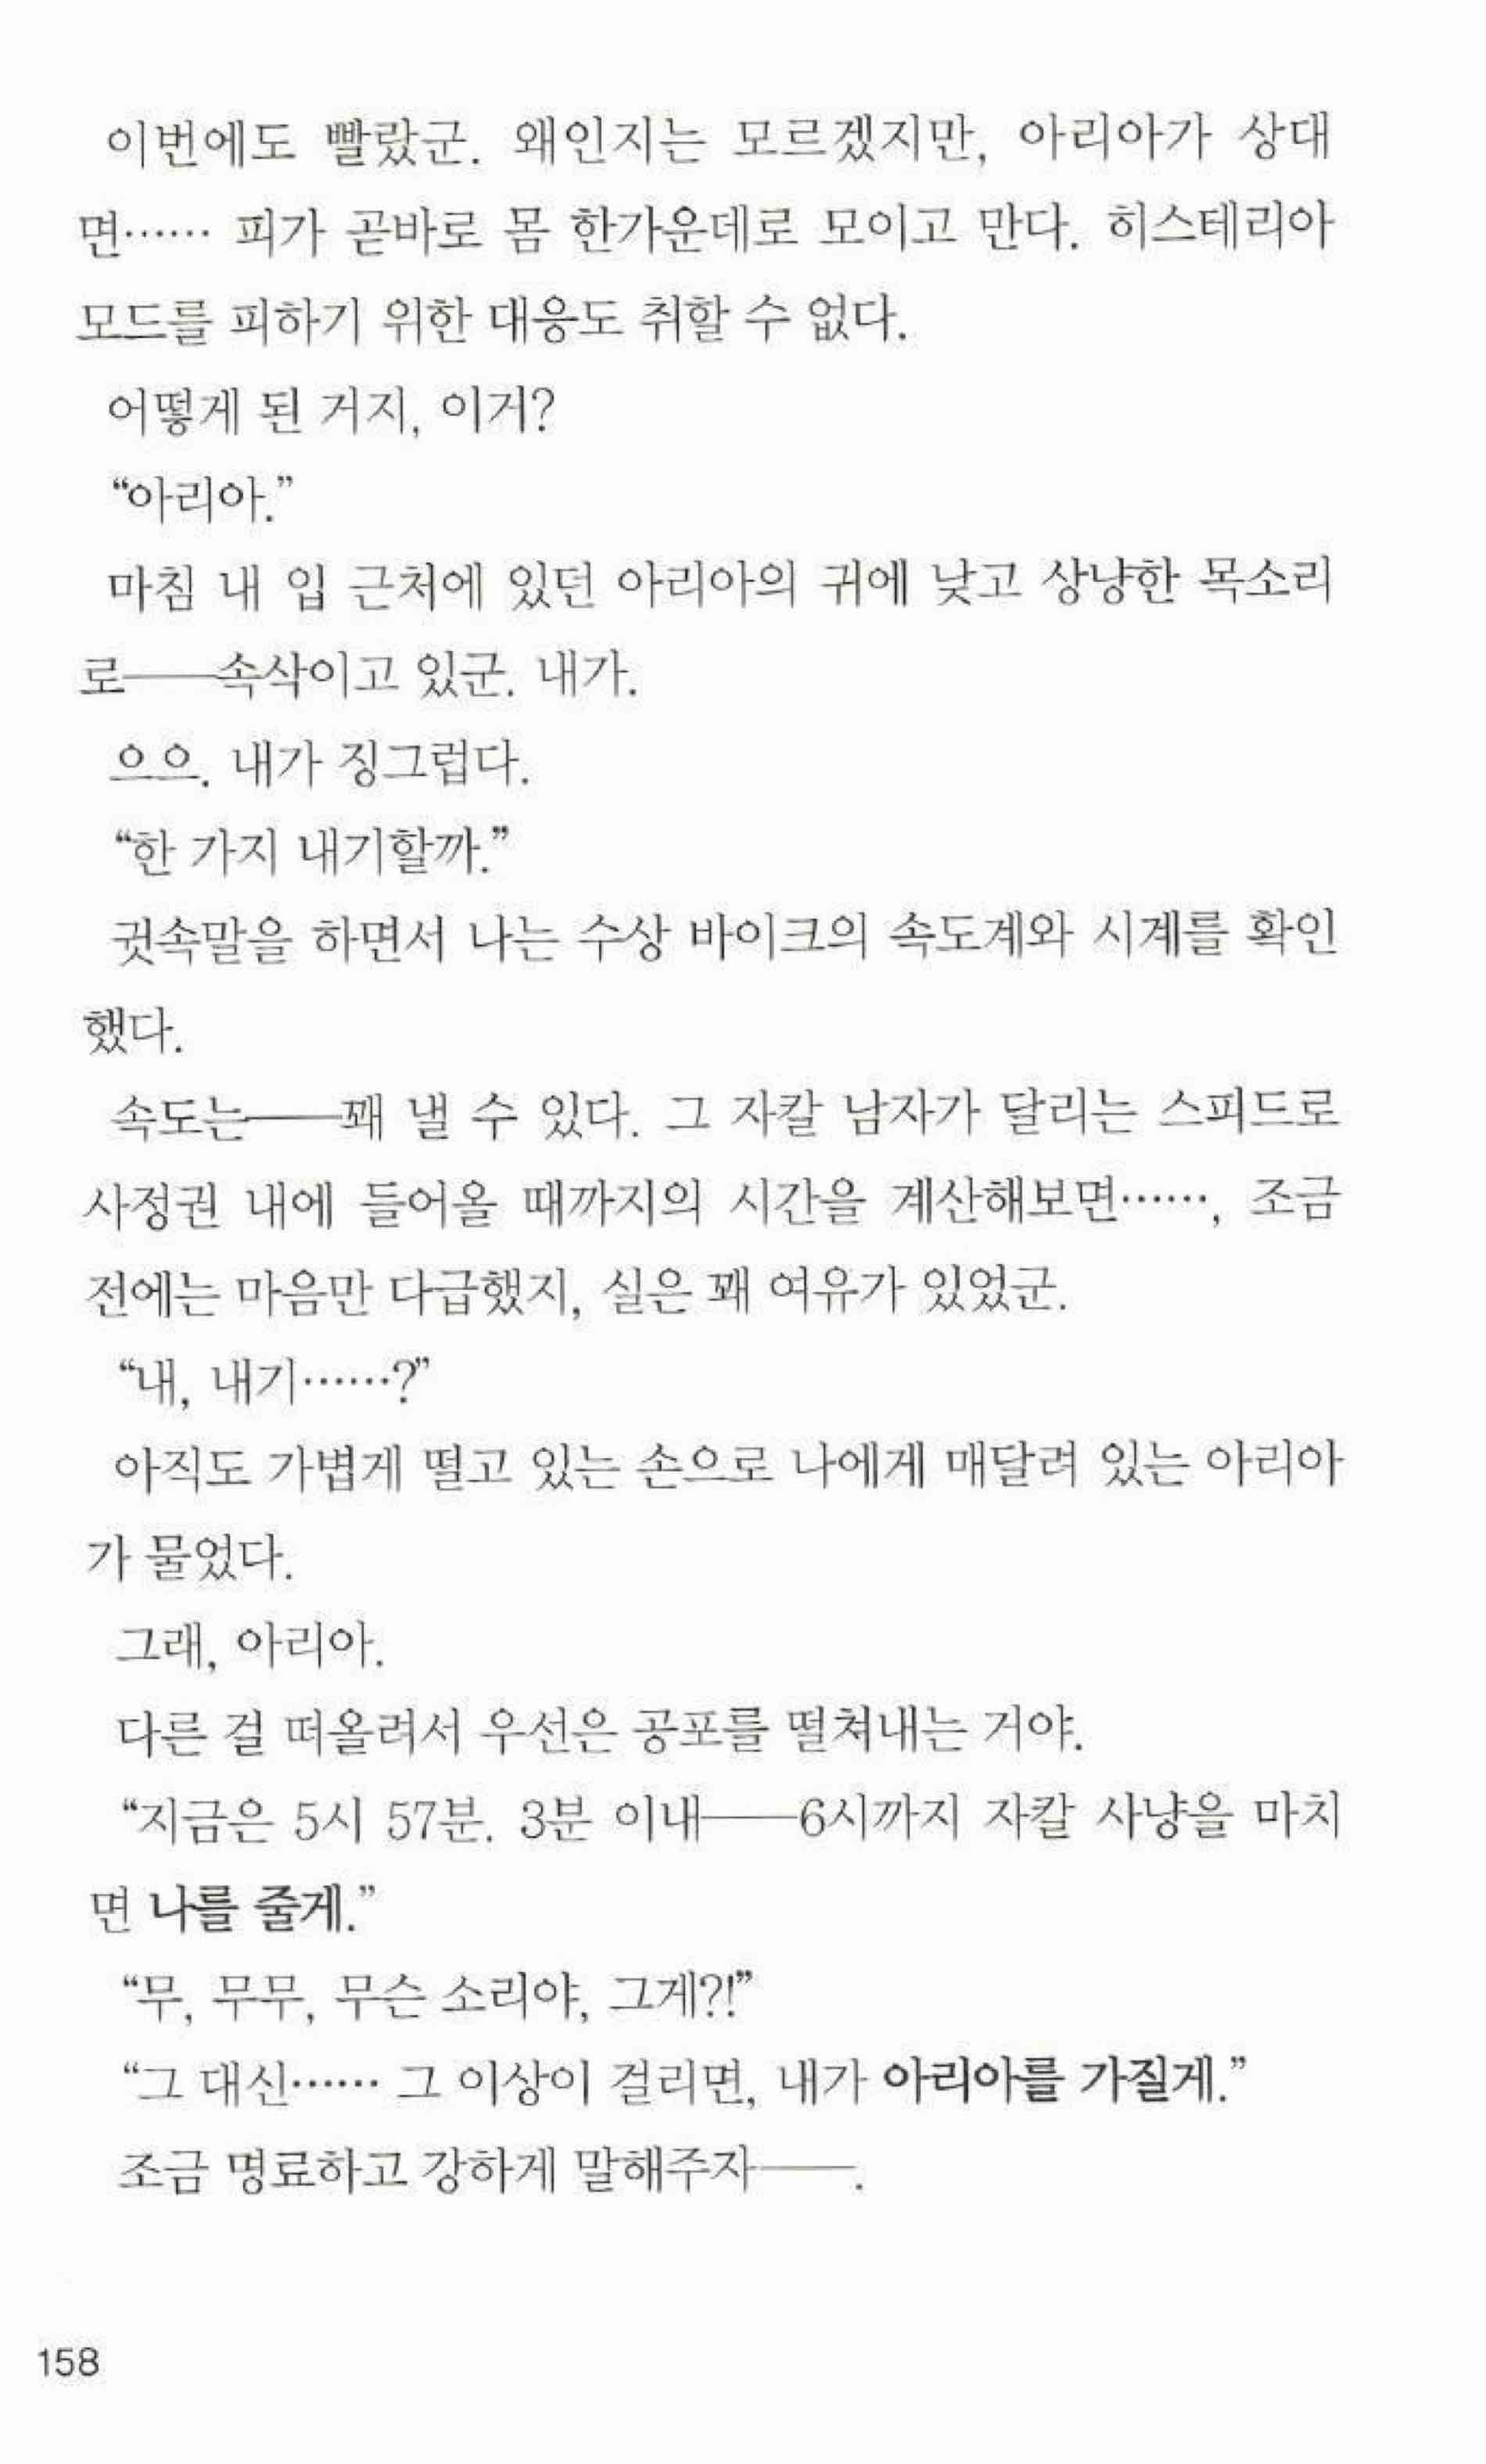 이번에도 빨랐군. 왜인지는 모르겠지만, 아리아가 상대
면…… 피가 곧바로 몸 한가운데로 모이고 만다. 히스테리아
모드를 피하기 위한 대응도 취할 수 없다.
어떻게 된 거지, 이거?
“아리아.”
마침 내 입 근처에 있던 아리아의 귀에 낮고 상냥한 목소리
로──속삭이고 있군. 내가.
으으. 내가 징그럽다.
“한 가지 내기할까.”
귓속말을 하면서 나는 수상 바이크의 속도계와 시계를 확인
했다.
속도는──꽤 낼 수 있다. 그 자칼 남자가 달리는 스피드로
사정권 내에 들어올 때까지의 시간을 계산해보면……, 조금
전에는 마음만 다급했지, 실은 꽤 여유가 있었군.
“내, 내기……?”
아직도 가볍게 떨고 있는 손으로 나에게 매달려 있는 아리아
가 물었다.
그래, 아리아.
다른 걸 떠올려서 우선은 공포를 떨쳐내는 거야.
“지금은 5시 57분. 3분 이내──6시까지 자칼 사냥을 마치
면 나를 줄게.”
“무, 무무, 무슨 소리야, 그게?!”
“그 대신…… 그 이상이 걸리면, 내가 아리아를 가질게.”
조금 명료하고 강하게 말해주자──.
158